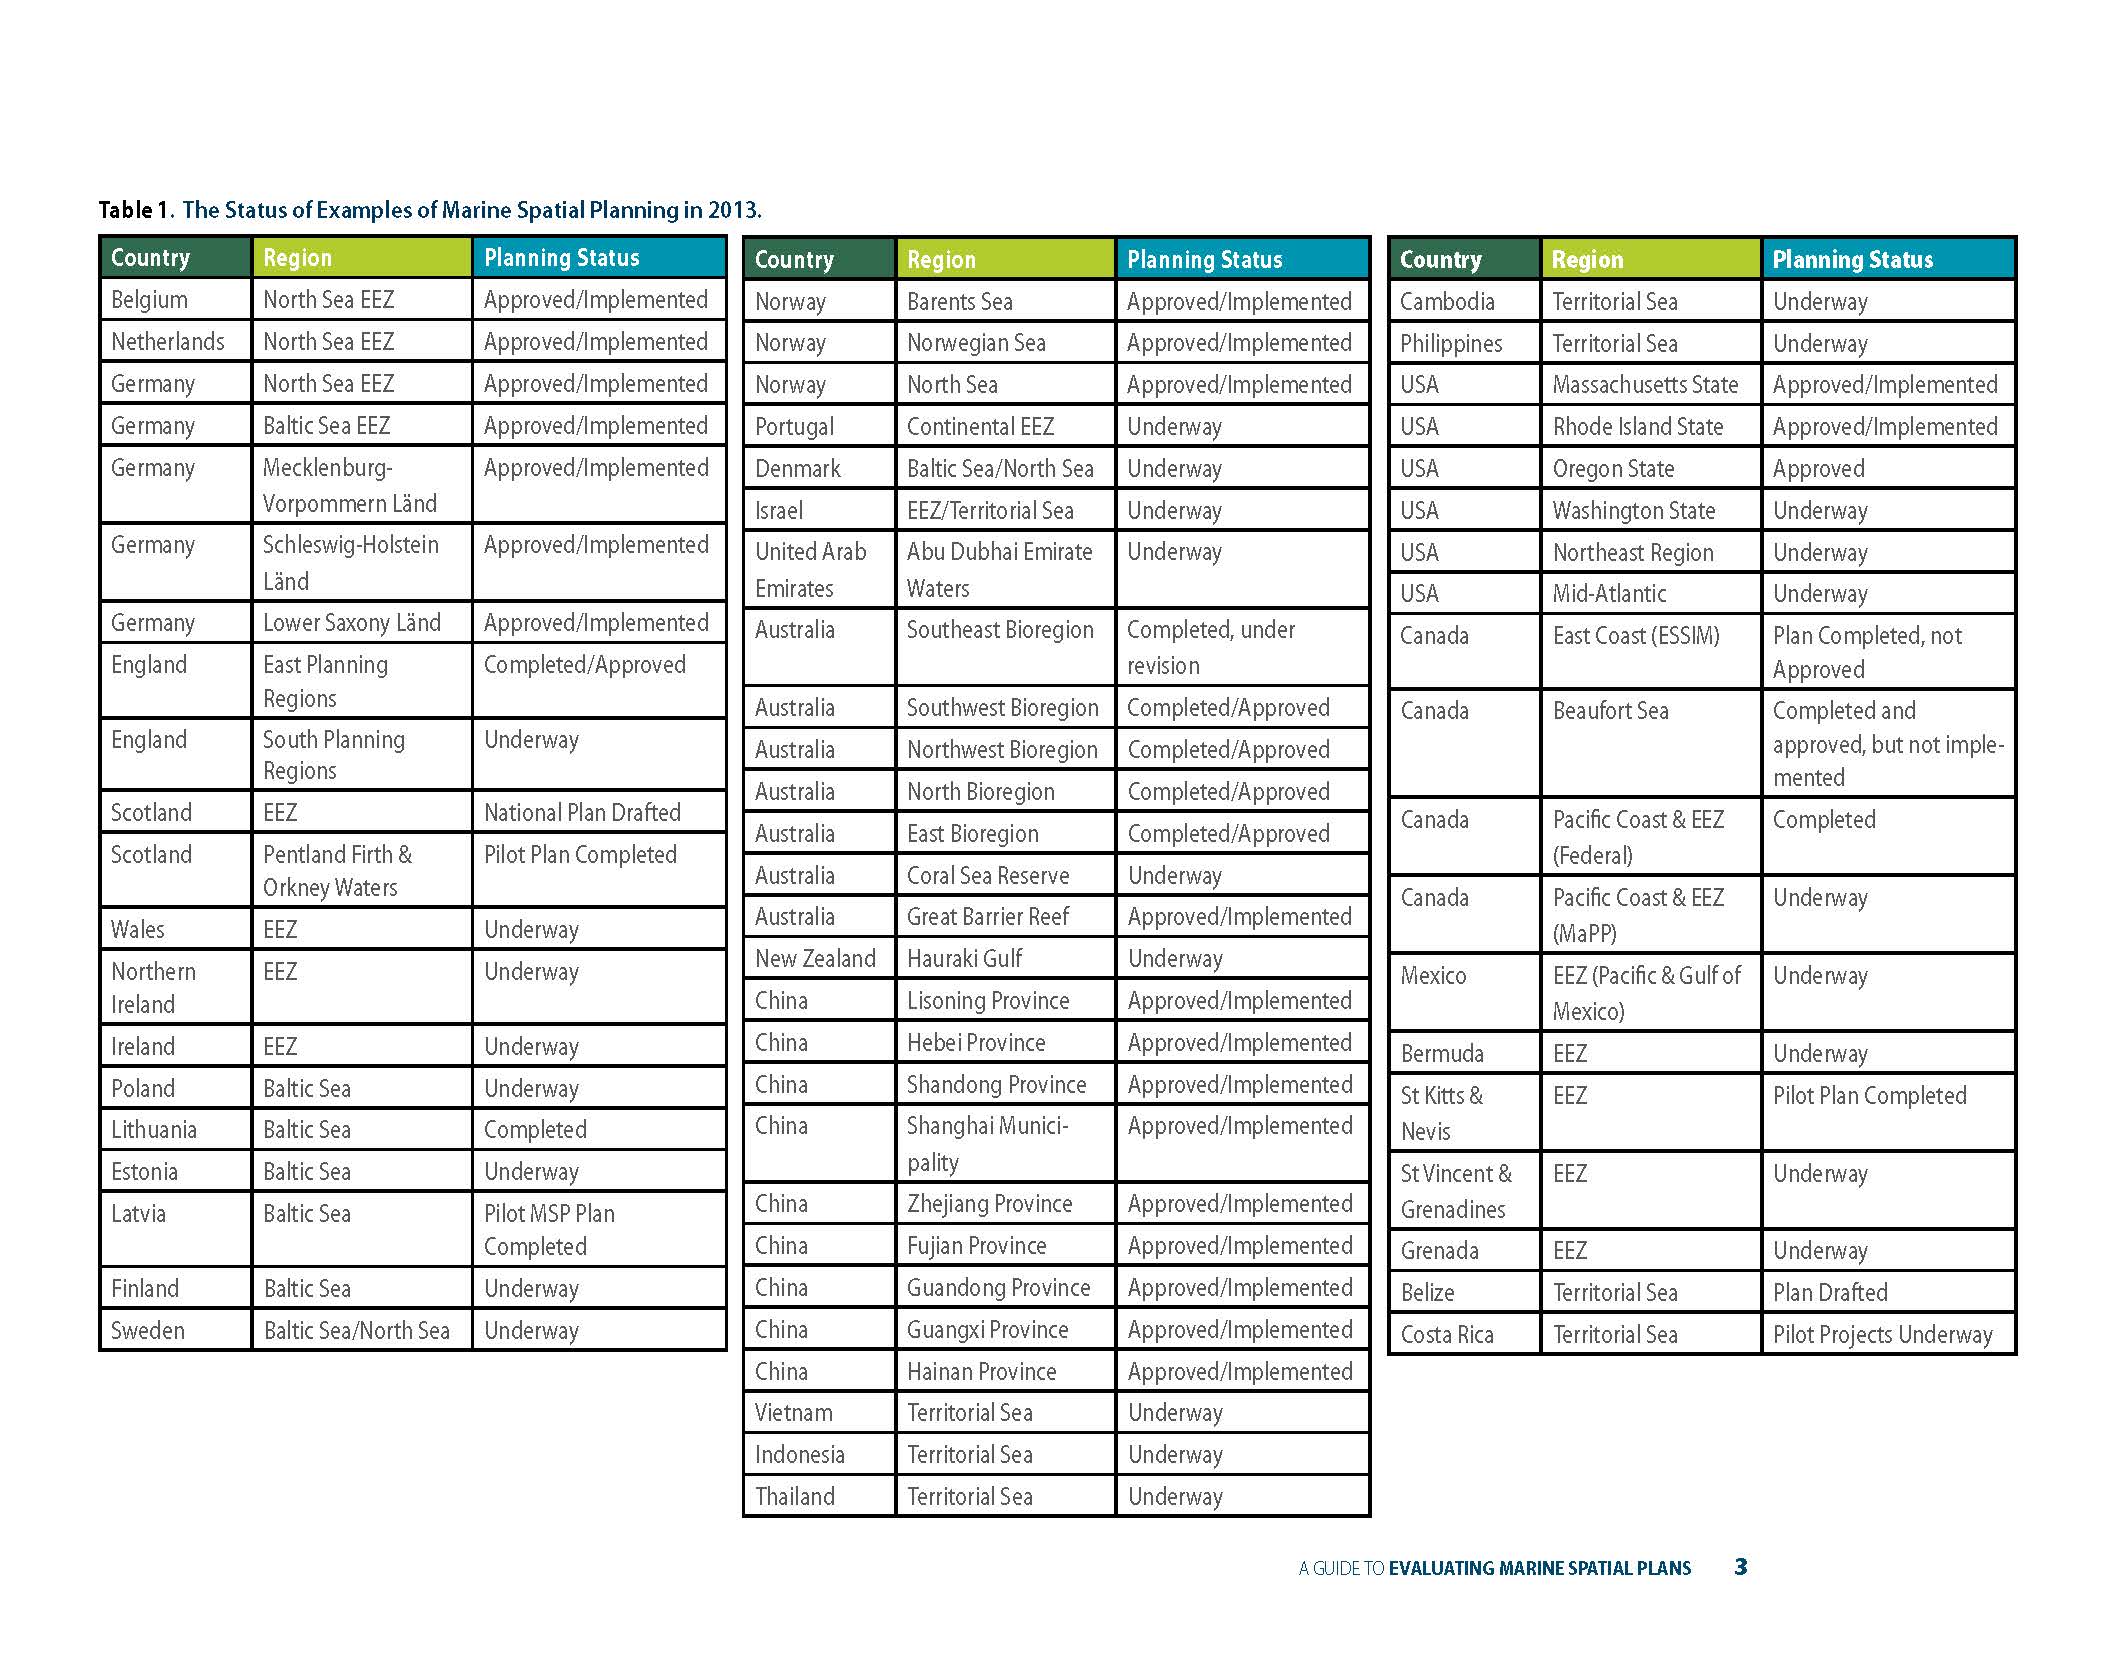 Table 1. The Status of Examples of Marine Spatial Planning in 2013.
Country Region Planning Status
Belgium North Sea EEZ Approved/Implemented
Netherlands North Sea EEZ Approved/Implemented
Germany North Sea EEZ Approved/Implemented
Germany Baltic Sea EEZ Approved/Implemented
Germany Mecklenburg- Approved/Implemented
Vorpommern Länd
Germany Schleswig-Holstein Approved/Implemented
Länd
Germany Lower Saxony Länd Approved/Implemented
England East Planning Completed/Approved
Regions
England South Planning Underway
Regions
Scotland EEZ National Plan Drafted
Scotland Pentland Firth & Pilot Plan Completed
Orkney Waters
Wales EEZ Underway
Northern EEZ Underway
Ireland
Ireland EEZ Underway
Poland Baltic Sea Underway
Lithuania Baltic Sea Completed
Estonia Baltic Sea Underway
Latvia Baltic Sea Pilot MSP Plan
Completed
Finland Baltic Sea Underway
Sweden Baltic Sea/North Sea Underway
Country Region Planning Status
Norway Barents Sea Approved/Implemented
Norway Norwegian Sea Approved/Implemented
Norway North Sea Approved/Implemented
Portugal Continental EEZ Underway
Denmark Baltic Sea/North Sea Underway
Israel EEZ/Territorial Sea Underway
United Arab Abu Dubhai Emirate Underway
Emirates Waters
Australia Southeast Bioregion Completed, under
revision
Australia Southwest Bioregion Completed/Approved
Australia Northwest Bioregion Completed/Approved
Australia North Bioregion Completed/Approved
Australia East Bioregion Completed/Approved
Australia Coral Sea Reserve Underway
Australia Great Barrier Reef Approved/Implemented
New Zealand Hauraki Gulf Underway
China Lisoning Province Approved/Implemented
China Hebei Province Approved/Implemented
China Shandong Province Approved/Implemented
China Shanghai Munici- Approved/Implemented
pality
China Zhejiang Province Approved/Implemented
China Fujian Province Approved/Implemented
China Guandong Province Approved/Implemented
China Guangxi Province Approved/Implemented
China Hainan Province Approved/Implemented
Vietnam Territorial Sea Underway
Indonesia Territorial Sea Underway
Thailand Territorial Sea Underway
Country Region Planning Status
Cambodia Territorial Sea Underway
Philippines Territorial Sea Underway
USA Massachusetts State Approved/Implemented
USA Rhode Island State Approved/Implemented
USA Oregon State Approved
USA Washington State Underway
USA Northeast Region Underway
USA Mid-Atlantic Underway
Canada East Coast (ESSIM) Plan Completed, not
Approved
Canada Beaufort Sea Completed and
approved, but not imple-
mented
Canada Pacific Coast & EEZ Completed
(Federal)
Canada Pacific Coast & EEZ Underway
(MaPP)
Mexico EEZ (Pacific & Gulf of Underway
Mexico)
Bermuda EEZ Underway
St Kitts & EEZ Pilot Plan Completed
Nevis
St Vincent & EEZ Underway
Grenadines
Grenada EEZ Underway
Belize Territorial Sea Plan Drafted
Costa Rica Territorial Sea Pilot Projects Underway
A GUIDE TO EVALUATING MARINE SPATIAL PLANS 3